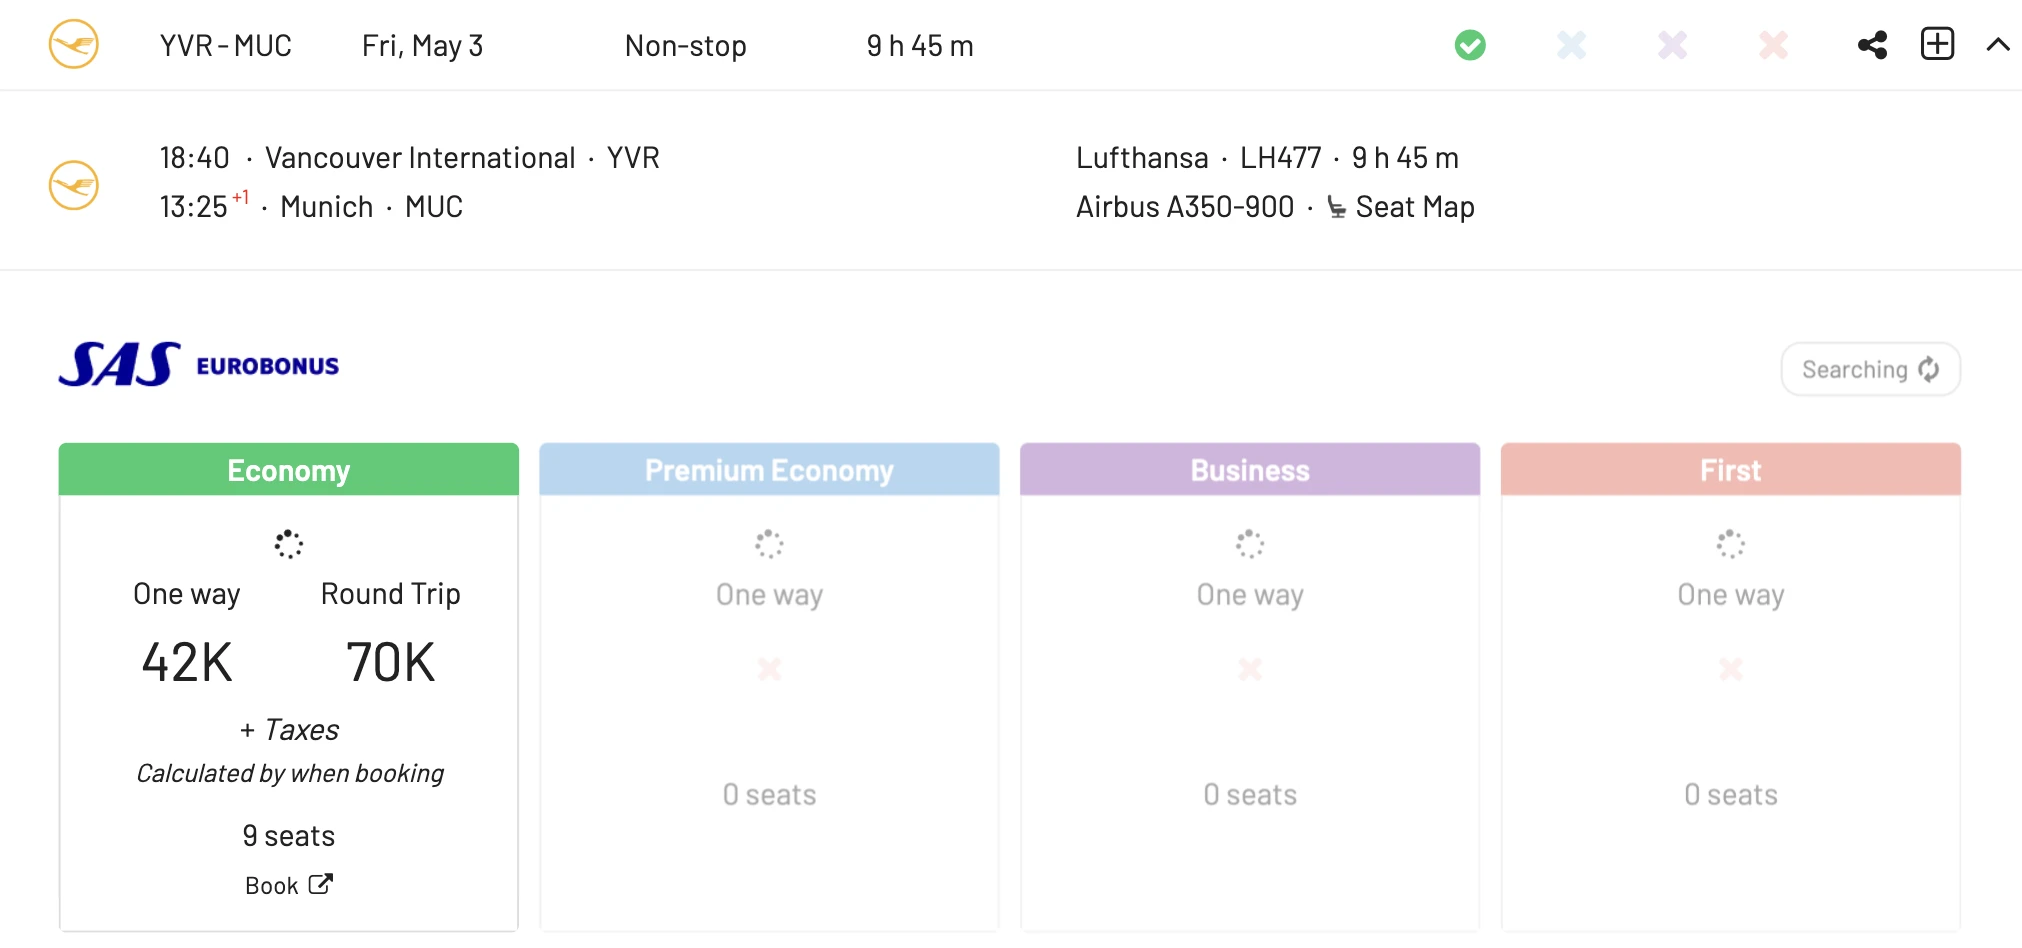 YVR - MUC Fri, May 3 Non-stop 9 h 45 m
18:40 · Vancouver International · YVR
13:25 +1 · Munich · MUC
Lufthansa · LH477 · 9 h 45 m
Airbus A350-900 · Seat Map
SAS EUROBONUS
Searching
Economy
One way Round Trip
42K 70K
+ Taxes
Calculated by when booking
9 seats
Book
Premium Economy
One way
0 seats
Business
One way
0 seats
First
One way
0 seats